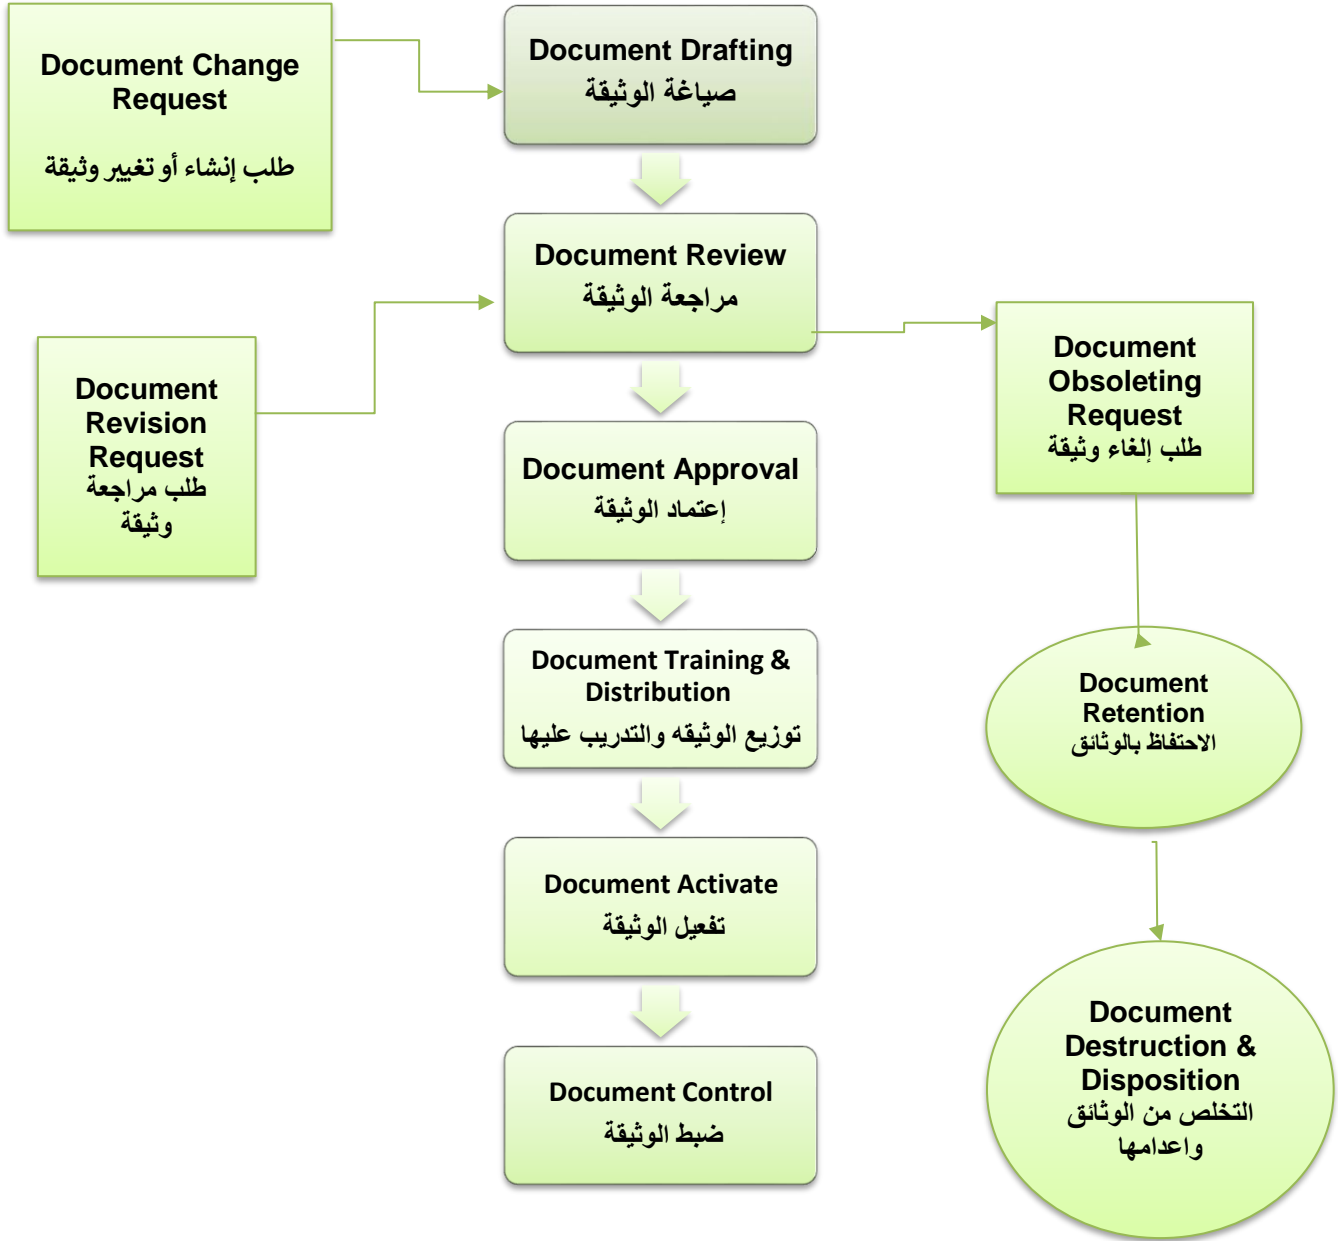 Document Change
Request
طلب إنشاء أو تغيير وثيقة
Document Drafting
صياغة الوثيقة
Document Review
مراجعة الوثيقة
Document
Revision
Request
طلب مراجعة
وثيقة
Document
Obsoleting
Request
طلب إلغاء وثيقة
Document Approval
إعتماد الوثيقة
Document Training &
Distribution
توزيع الوثيقه والتدريب عليها
Document
Retention
الاحتفاظ بالوثائق
Document Activate
تفعيل الوثيقة
Document Control
ضبط الوثيقة
Document
Destruction &
Disposition
التخلص من الوثائق
واعدامها